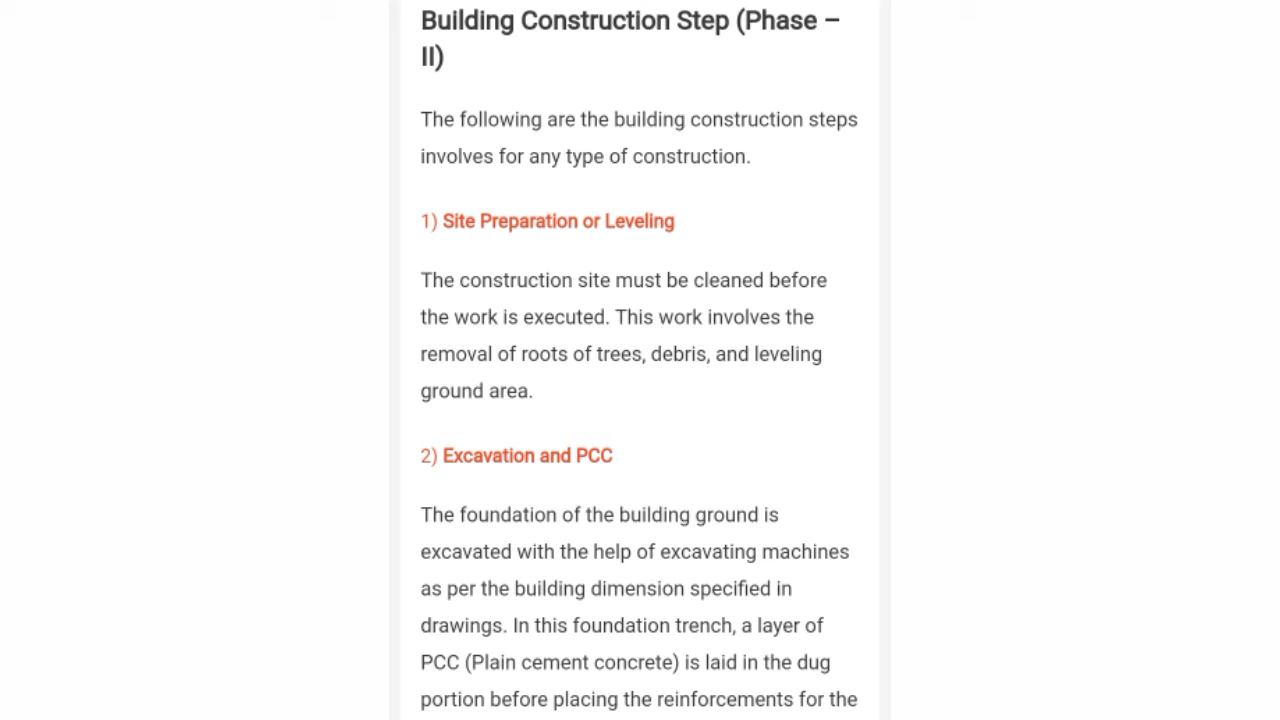 Building Construction Step (Phase –
II)
The following are the building construction steps
involves for any type of construction.
1) Site Preparation or Leveling
The construction site must be cleaned before
the work is executed. This work involves the
removal of roots of trees, debris, and leveling
ground area.
2) Excavation and PCC
The foundation of the building ground is
excavated with the help of excavating machines
as per the building dimension specified in
drawings. In this foundation trench, a layer of
PCC (Plain cement concrete) is laid in the dug
portion before placing the reinforcements for the